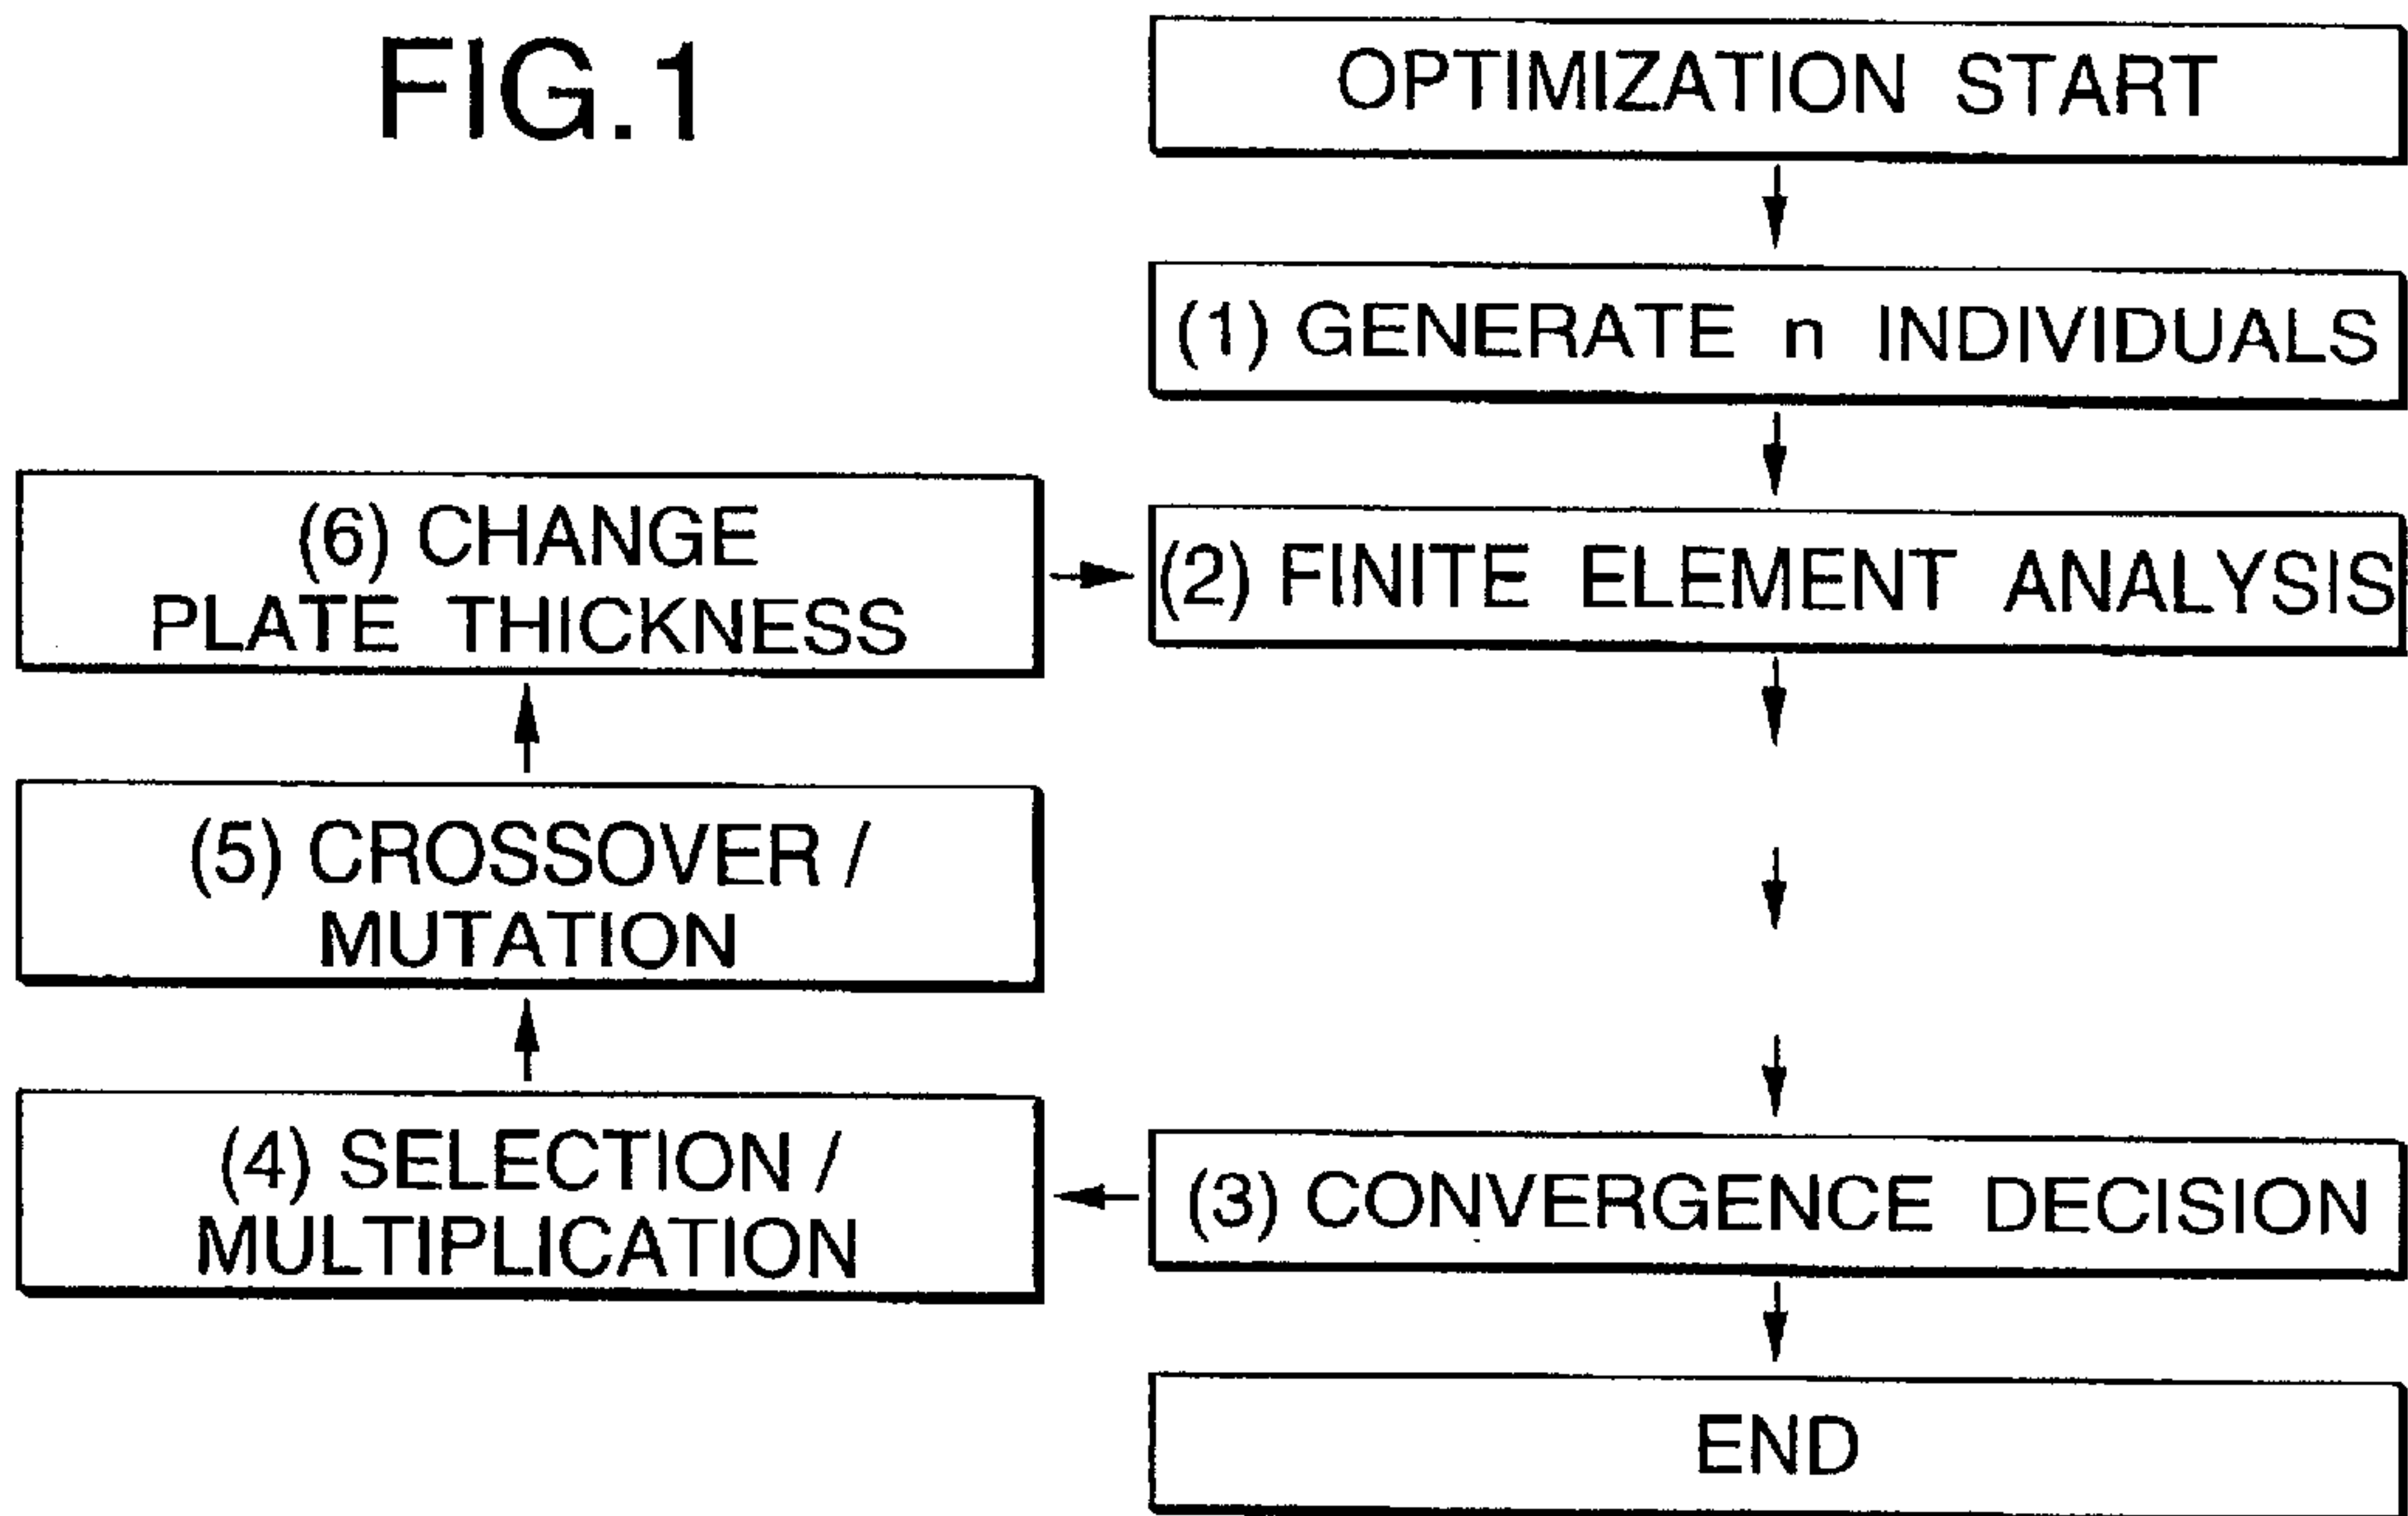 FIG.1
OPTIMIZATION START
(1) GENERATE n INDIVIDUALS
(6) CHANGE
PLATE THICKNESS
(2) FINITE ELEMENT ANALYSIS
(5) CROSSOVER /
MUTATION
(4) SELECTION /
MULTIPLICATION
(3) CONVERGENCE DECISION
END